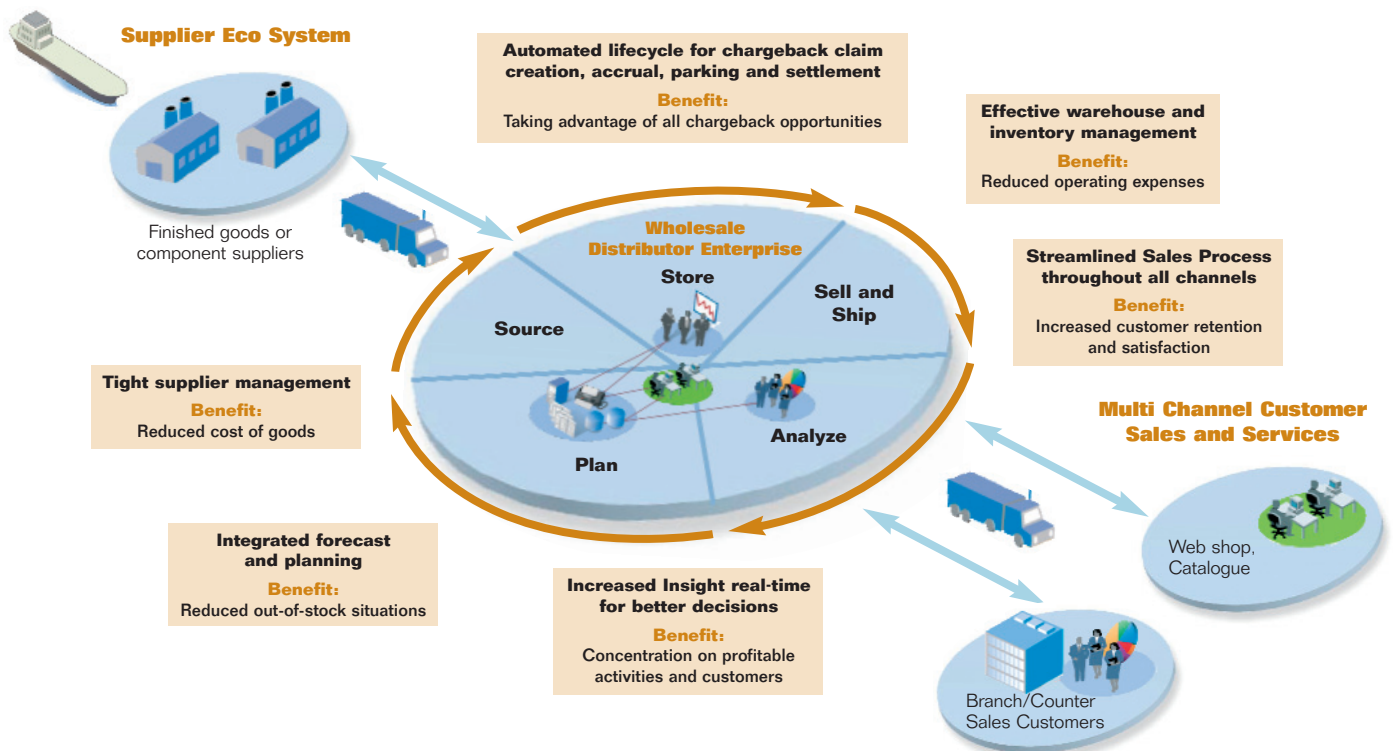 Supplier Eco System
Automated lifecycle for chargeback claim
creation, accrual, parking and settlement
Benefit:
Taking advantage of all chargeback opportunities
Effective warehouse and
inventory management
Benefit:
Reduced operating expenses
Finished goods or
component suppliers
Wholesale
Distributor Enterprise
Store
Sell and
Ship
Source
Analyze
Plan
Streamlined Sales Process
throughout all channels
Benefit:
Increased customer retention
and satisfaction
Tight supplier management
Benefit:
Reduced cost of goods
Multi Channel Customer
Sales and Services
Integrated forecast
and planning
Benefit:
Reduced out-of-stock situations
Increased Insight real-time
for better decisions
Benefit:
Concentration on profitable
activities and customers
Web shop,
Catalogue
Branch/Counter
Sales Customers